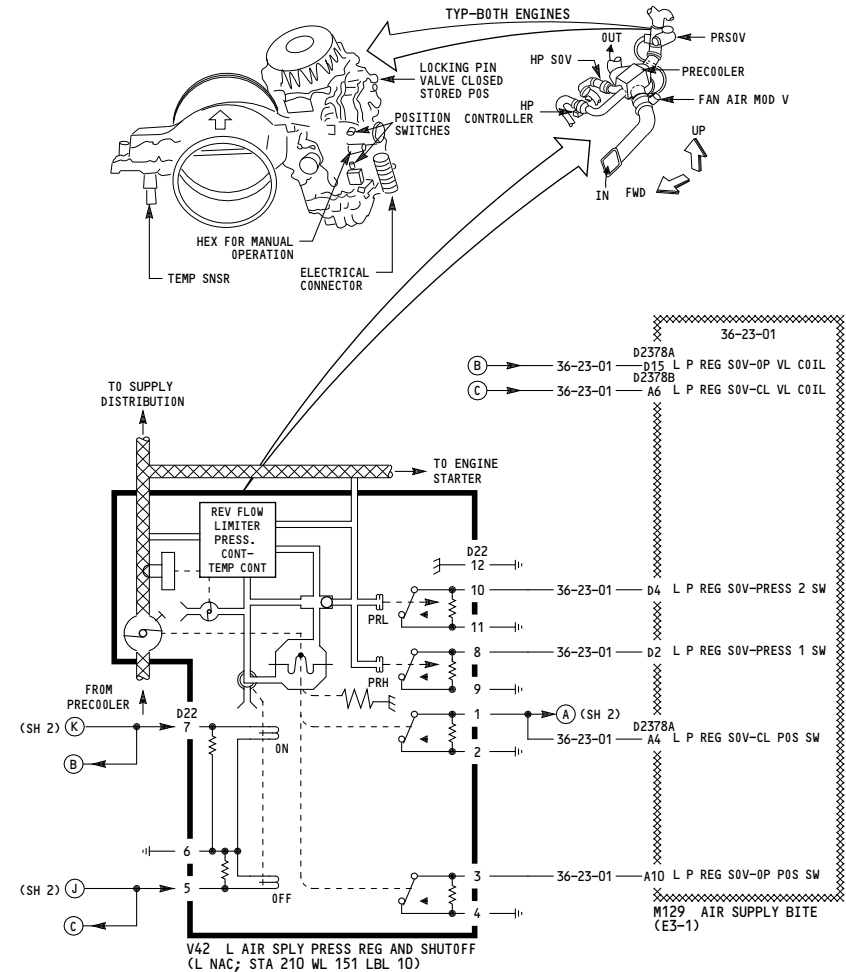 TYP-BOTH ENGINES
OUT
PRSOV
HP SOV
PRECOOLER
LOCKING PIN
VALVE CLOSED
STORED POS
FAN AIR MOD V
HP
CONTROLLER
POSITION
SWITCHES
UP
IN FWD
HEX FOR MANUAL
OPERATION
TEMP SNSR
ELECTRICAL
CONNECTOR
36-23-01
D2378A
B 36-23-01 D15 L P REG SOV-OP VL COIL
D2378B
C 36-23-01 A6 L P REG SOV-CL VL COIL
TO SUPPLY
DISTRIBUTION
TO ENGINE
STARTER
REV FLOW
LIMITER
PRESS.
CONT-
TEMP CONT
D22
12
10 36-23-01 D4 L P REG SOV-PRESS 2 SW
PRL
11
8 36-23-01 D2 L P REG SOV-PRESS 1 SW
PRH
9
FROM
PRECOOLER
1 A (SH 2)
D22
(SH 2) K 7
D2378A
36-23-01 A4 L P REG SOV-CL POS SW
ON
2
B
6
3 36-23-01 A10 L P REG SOV-OP POS SW
(SH 2) J 5
OFF
4
C
M129 AIR SUPPLY BITE
(E3-1)
V42 L AIR SPLY PRESS REG AND SHUTOFF
(L NAC; STA 210 WL 151 LBL 10)